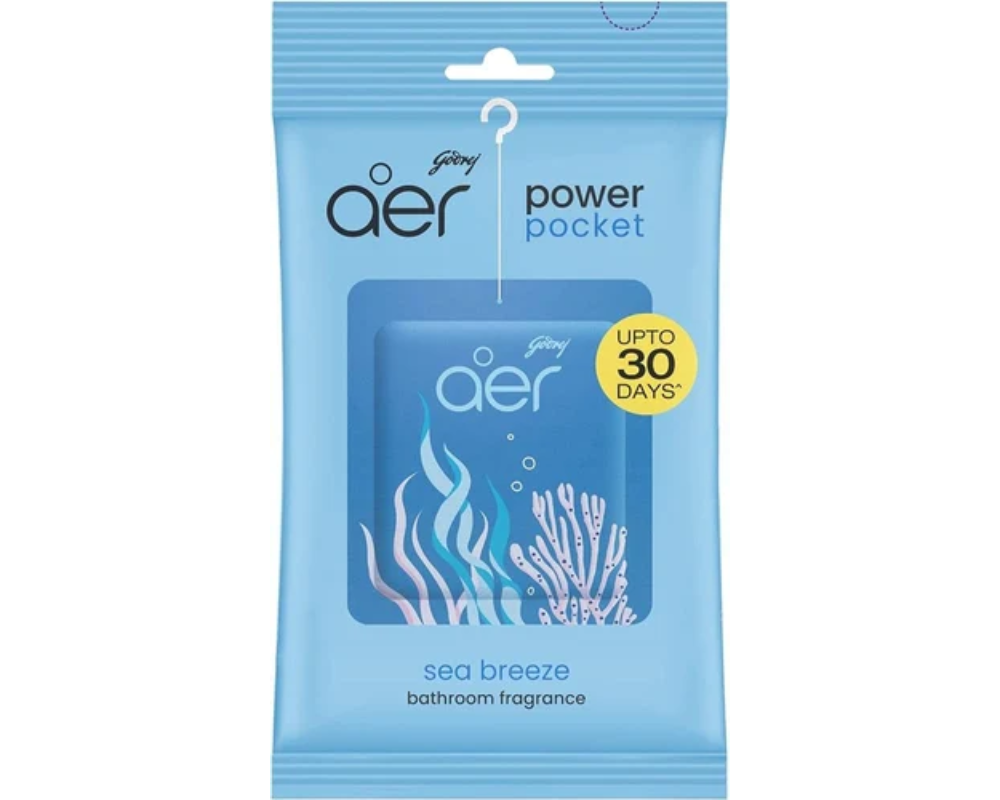 Godrej
aer
power
pocket
Godrej
aer
UPTO
30
DAYS^
sea breeze
bathroom fragrance